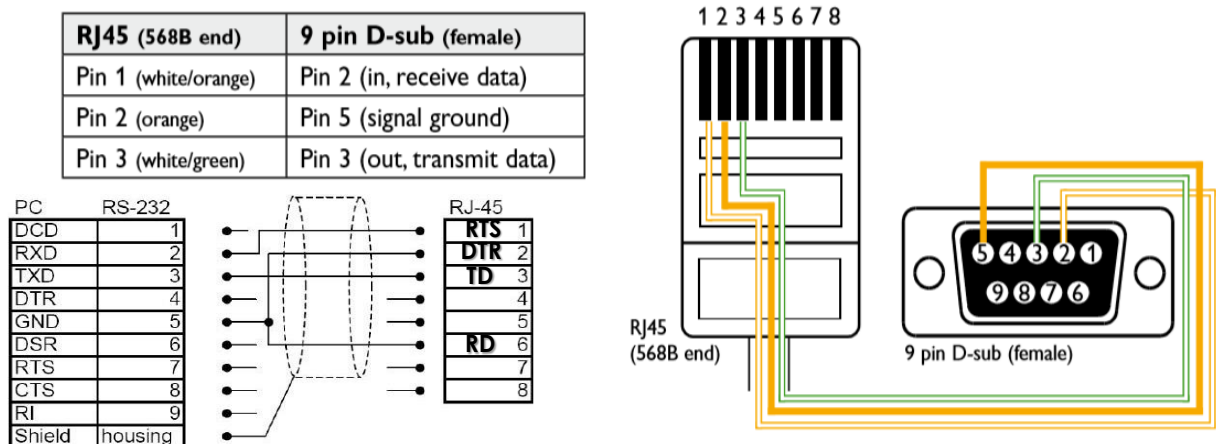 RJ45 (568B end) 9 pin D-sub (female)
Pin 1 (white/orange) Pin 2 (in, receive data)
Pin 2 (orange) Pin 5 (signal ground)
Pin 3 (white/green) Pin 3 (out, transmit data)
PC RS-232 RJ-45
DCD 1 RTS 1
RXD 2 DTR 2
TXD 3 TD 3
DTR 4 4
GND 5 5
DSR 6 RD 6
RTS 7 7
CTS 8 8
RI 9
Shield housing
1 2 3 4 5 6 7 8
RJ45
(568B end)
5 4 3 2 1
9 8 7 6
9 pin D-sub (female)